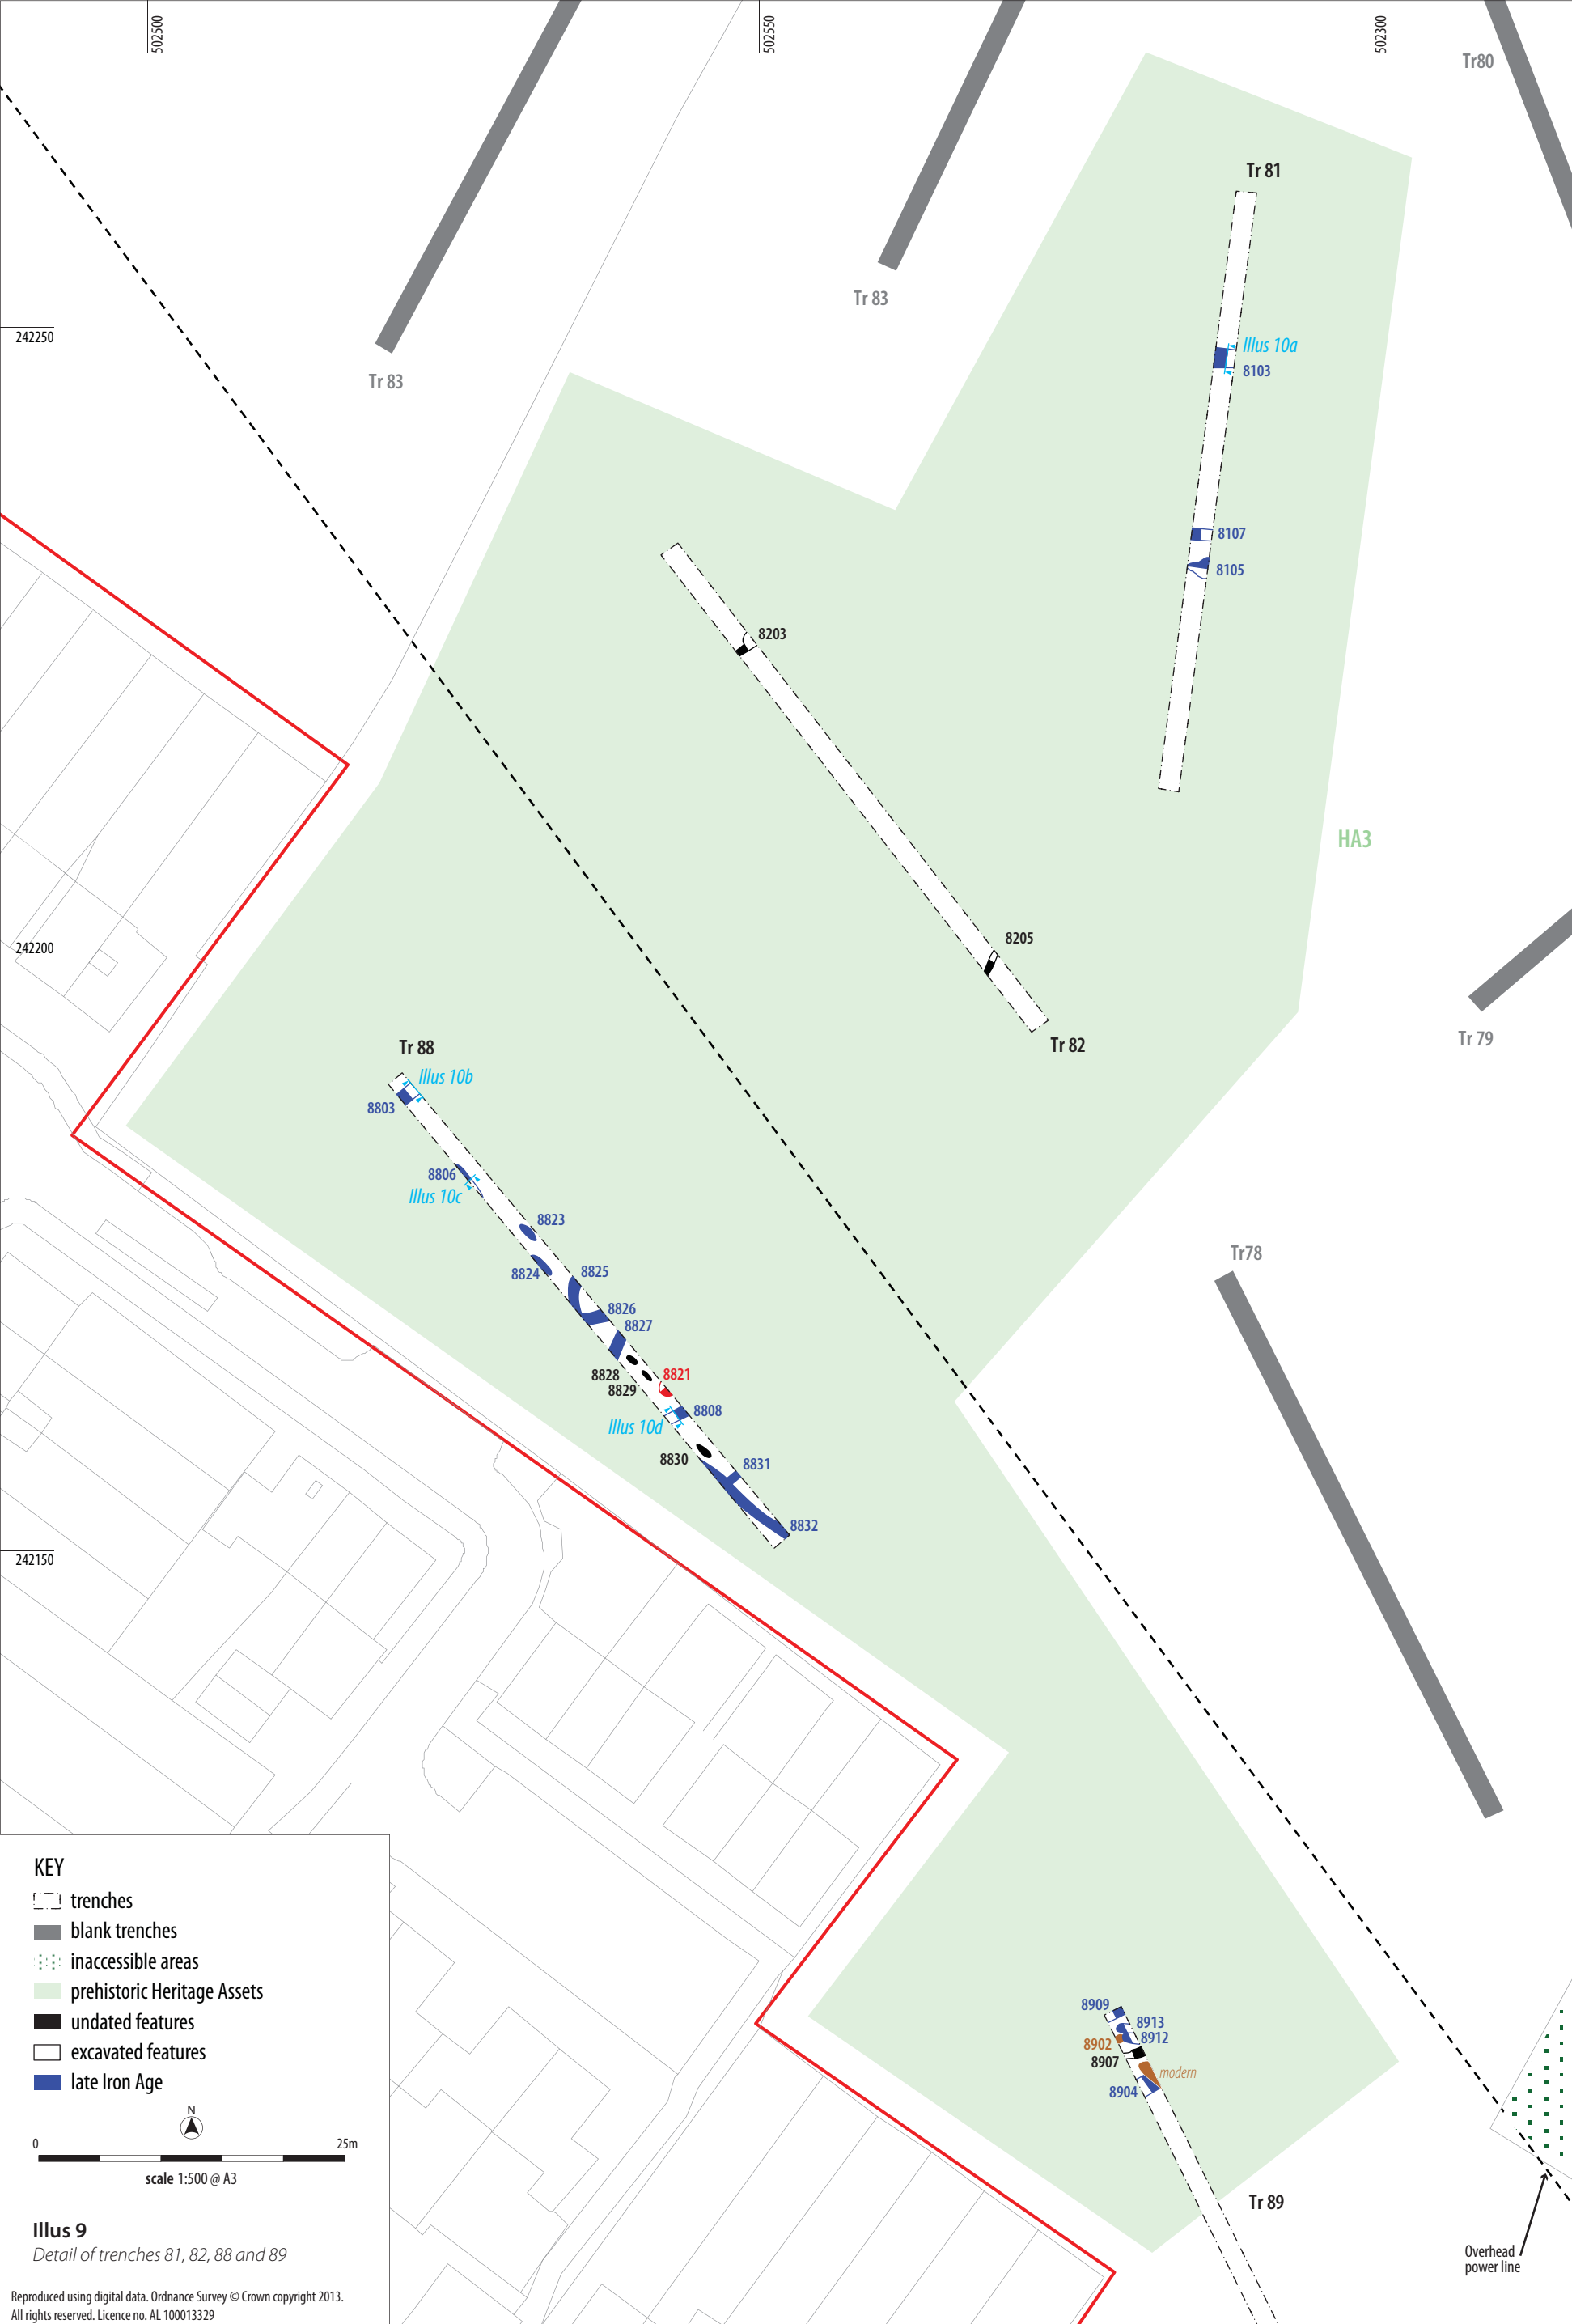 502500
502550
502300
Tr80
Tr 81
242250
Tr 83
Tr 83
Illus 10a
8103
8107
8105
8203
HA3
242200
8205
Tr 79
Tr 82
Tr 88
Illus 10b
8803
8806
Illus 10c
8823
8824
8825
8826
8827
8828
8829
8821
8808
Illus 10d
8830
8831
8832
Tr78
242150
8909
8913
8912
8902
8907
modern
8904
Tr 89
Overhead
power line
KEY
trenches
blank trenches
inaccessible areas
prehistoric Heritage Assets
undated features
excavated features
late Iron Age
N
0 25m
scale 1:500 @ A3
Illus 9
Detail of trenches 81, 82, 88 and 89
Reproduced using digital data. Ordnance Survey © Crown copyright 2013.
All rights reserved. Licence no. AL 100013329